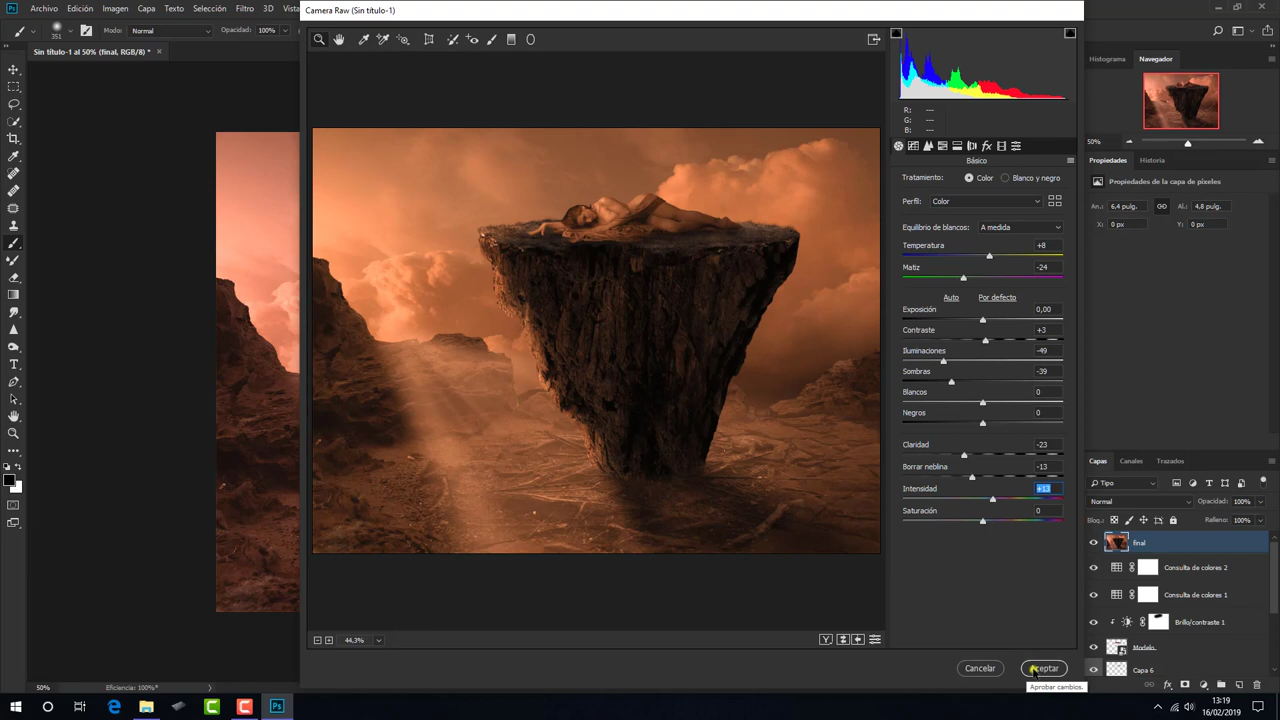 Ps Archivo Edición Imagen Capa Texto Selección Filtro 3D
Camera Raw (Sin título-1)
351 Modo: Normal Opacidad: 100%
Sin título-1 al 50% (final, RGB/8) *
Histograma Navegador
50%
R: ---
G: ---
B: ---
Básico
Tratamiento: Color Blanco y negro
Perfil: Color
Equilibrio de blancos: A medida
Temperatura +8
Matiz -24
Auto Por defecto
Exposición 0,00
Contraste +3
Iluminaciones -49
Sombras -39
Blancos 0
Negros 0
Claridad -23
Borrar neblina -13
Intensidad +13
Saturación 0
Propiedades Historia
Propiedades de la capa de píxeles
An.: 6,4 pulg. Al.: 4,8 pulg.
X: 0 px Y: 0 px
Capas Canales Trazados
Tipo
Normal Opacidad: 100%
Bloq.: Relleno: 100%
final
Consulta de colores 2
Consulta de colores 1
Brillo/contraste 1
Modelo
Capa 6
fx
44,3%
Cancelar Aceptar
Aprobar cambios.
50% Eficiencia: 100%*
13:19
16/02/2019